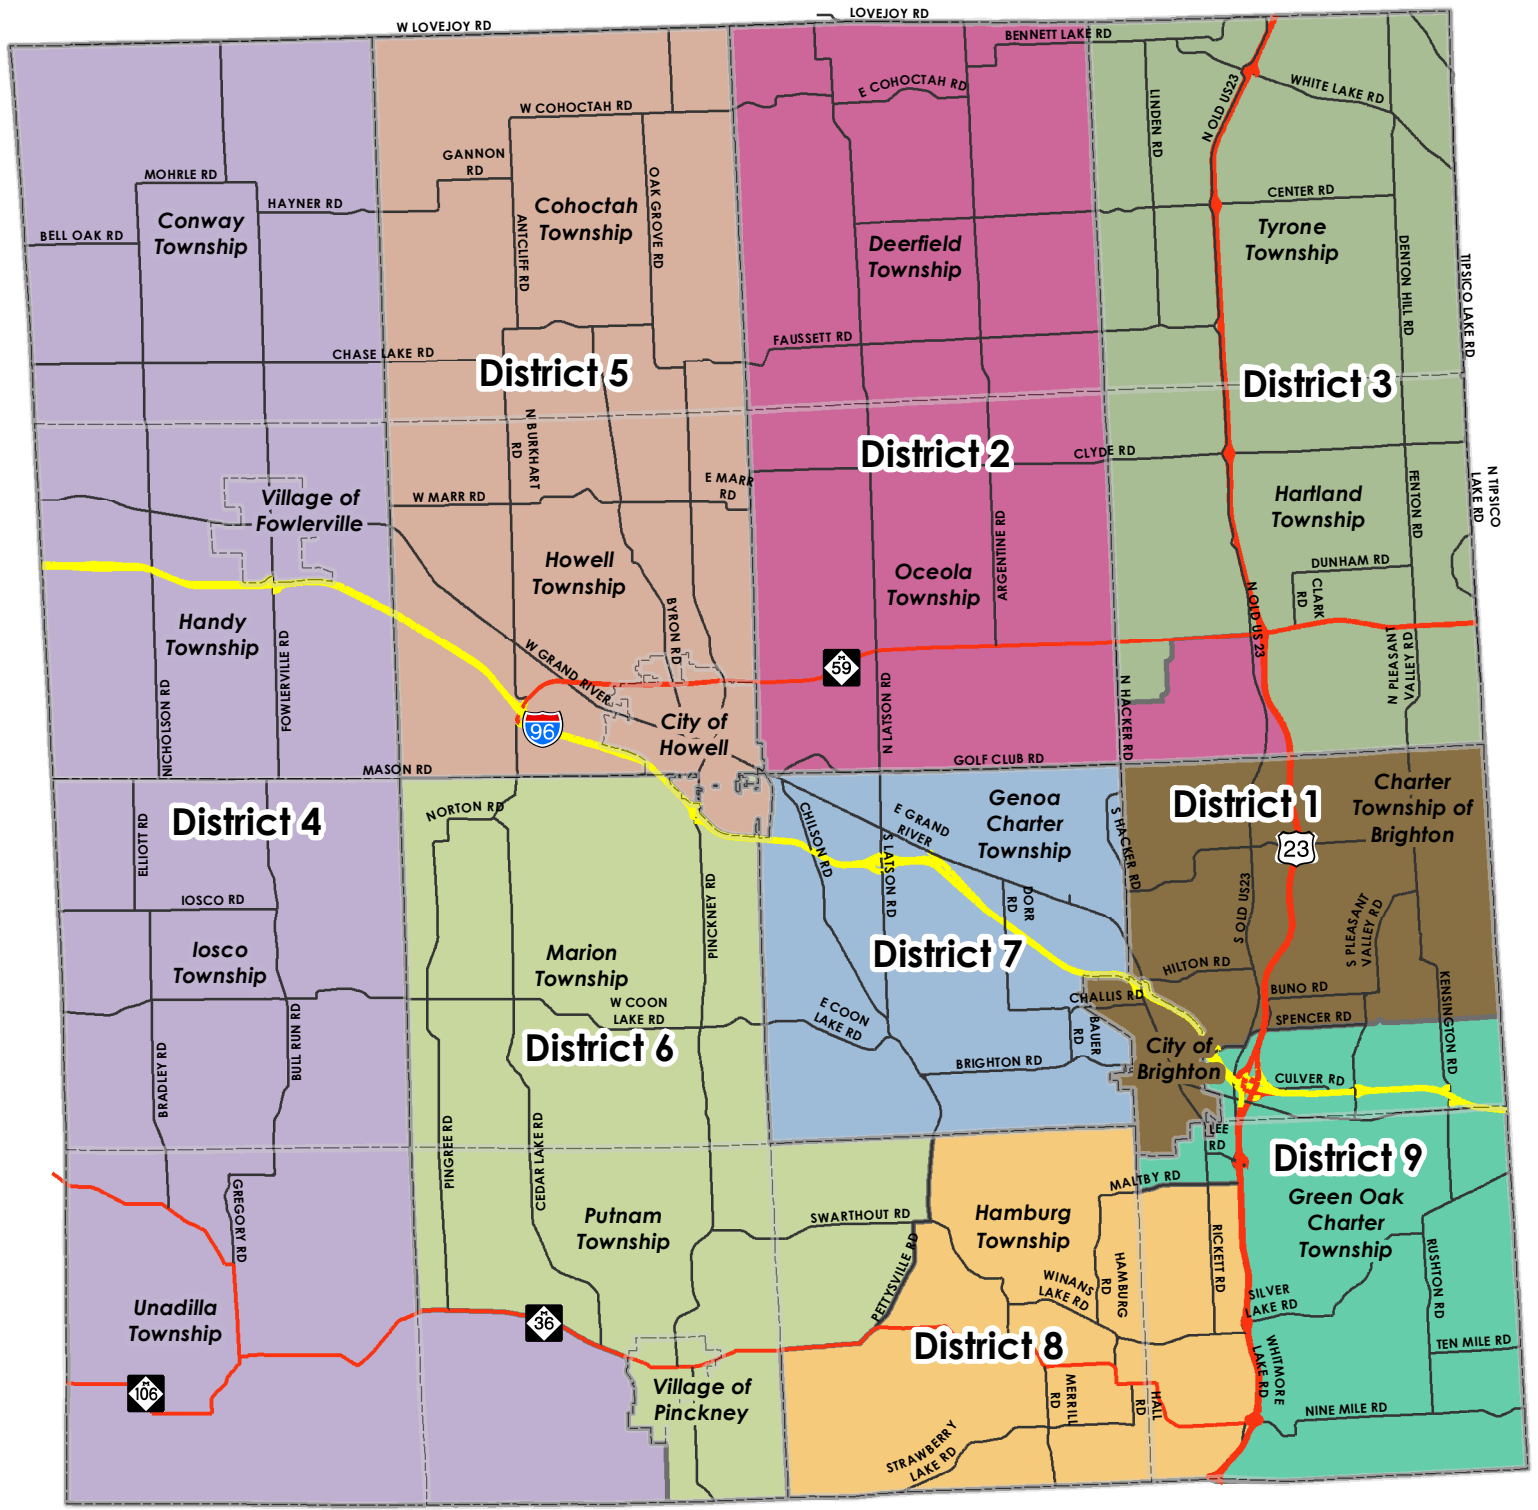 W LOVEJOY RD
LOVEJOY RD
BENNETT LAKE RD
W COHOCTAH RD
E COHOCTAH RD
WHITE LAKE RD
N OLD US23
LINDEN RD
GANNON
RD
MOHRLE RD
HAYNER RD
BELL OAK RD
Conway
Township
Cohoctah
Township
ANTCLIFF RD
OAK GROVE RD
Deerfield
Township
CENTER RD
Tyrone
Township
DENTON HILL RD
TIPSICO LAKE RD
CHASE LAKE RD
FAUSSETT RD
District 5
District 3
N BURKHART
RD
District 2
CLYDE RD
W MARR RD
E MARR
RD
Village of
Fowlerville
Hartland
Township
FENTON RD
N TIPSICO
LAKE RD
ARGENTINE RD
Howell
Township
Oceola
Township
DUNHAM RD
CLARK
RD
N OLD US 23
Handy
Township
NICHOLSON RD
FOWLERVILLE RD
W GRAND RIVER
BYRON RD
M
59
N LATSON RD
N HACKER RD
N PLEASANT
VALLEY RD
96
City of
Howell
MASON RD
GOLF CLUB RD
District 4
ELLIOTT RD
NORTON RD
CHILSON RD
E GRAND
RIVER
Genoa
Charter
Township
S HACKER RD
District 1
Charter
Township of
Brighton
23
S LATSON RD
DORR
RD
PINCKNEY RD
IOSCO RD
Iosco
Township
Marion
Township
District 7
S OLD US23
S PLEASANT
VALLEY RD
HILTON RD
BUNO RD
KENSINGTON RD
CHALLIS RD
W COON
LAKE RD
E COON
LAKE RD
BAUER
RD
SPENCER RD
District 6
BRADLEY RD
BULL RUN RD
BRIGHTON RD
City of
Brighton
CULVER RD
PINGREE RD
CEDAR LAKE RD
LEE
RD
District 9
MALTBY RD
GREGORY RD
Putnam
Township
SWARTHOUT RD
Hamburg
Township
Green Oak
Charter
Township
PETTYSVILLE RD
WINANS
LAKE RD
HAMBURG
RD
RICKETT RD
RUSHTON RD
SILVER
LAKE RD
Unadilla
Township
M
36
District 8
WHITMORE
LAKE RD
TEN MILE RD
M
106
Village of
Pinckney
MERRILL
RD
HALL
RD
NINE MILE RD
STRAWBERRY
LAKE RD